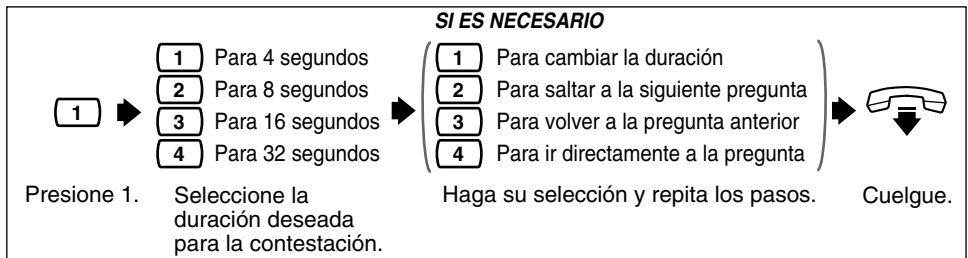 SI ES NECESARIO
1
1 Para 4 segundos
2 Para 8 segundos
3 Para 16 segundos
4 Para 32 segundos
1 Para cambiar la duración
2 Para saltar a la siguiente pregunta
3 Para volver a la pregunta anterior
4 Para ir directamente a la pregunta
Presione 1.
Seleccione la
duración deseada
para la contestación.
Haga su selección y repita los pasos.
Cuelgue.